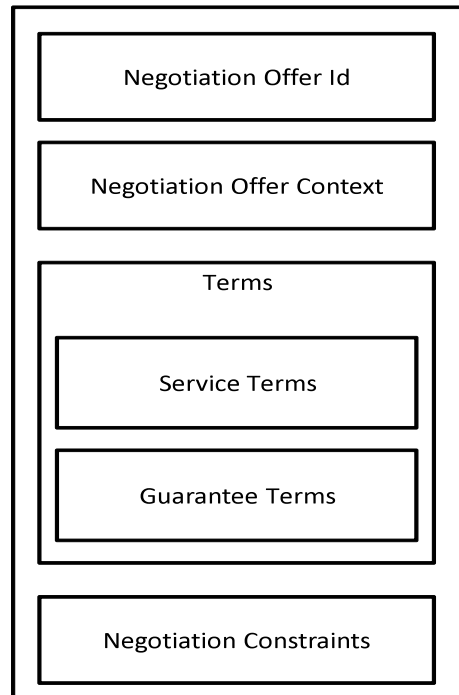 Negotiation Offer Id
Negotiation Offer Context
Terms
Service Terms
Guarantee Terms
Negotiation Constraints